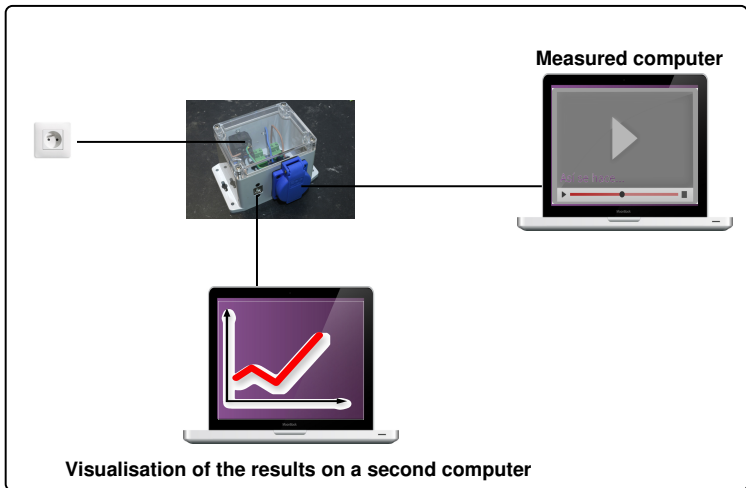 Measured computer
Visualisation of the results on a second computer